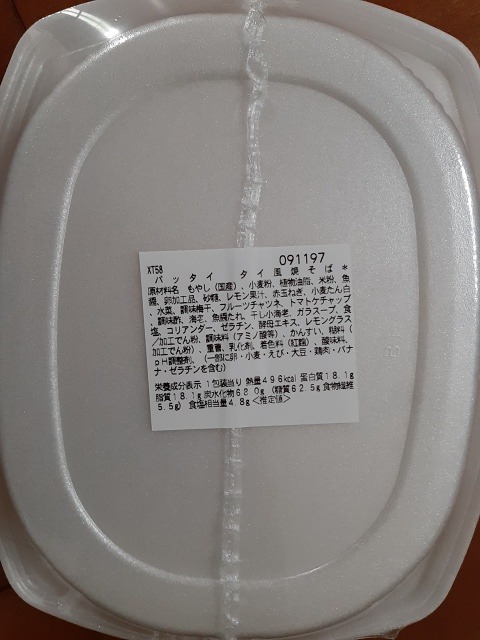 XT58 091197
パッタイ タイ風焼そば*
原材料名 もやし(国産)、小麦粉、植物油脂、米粉、魚
醤、卵加工品、砂糖、レモン果汁、赤玉ねぎ、小麦たん白
、水菜、調味梅干、フルーツチャツネ、トマトケチャップ
、調味酢、海老、魚醤たれ、干し小海老、ガラスープ、食
塩、コリアンダー、ゼラチン、酵母エキス、レモングラス
/加工でん粉、調味料(アミノ酸等)、かんすい、糊料(
加工でん粉)、重曹、乳化剤、着色料(紅麹)、酸味料、
pH調整剤、(一部に卵・小麦・えび・大豆・鶏肉・バナ
ナ・ゼラチンを含む)
栄養成分表示 1包装当り 熱量496kcal 蛋白質18.1g
脂質18.1g 炭水化物68.0g (糖質62.5g 食物繊維
5.5g) 食塩相当量4.8g<推定値>